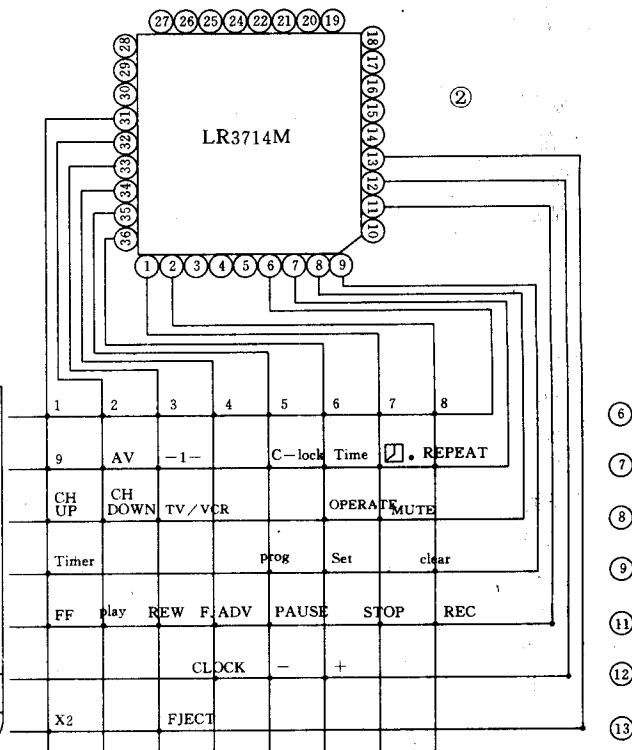 27 26 25 24 22 21 20 19
28 29 30 31 32 33 34 35 36
18 17 16 15 14 13 12 11 10
②
LR3714M
1 2 3 4 5 6 7 8 9
1 2 3 4 5 6 7 8 ⑥
9 AV -1- C-lock Time . REPEAT ⑦
CH UP CH DOWN TV/VCR OPERATE MUTE ⑧
Timer prog Set clear ⑨
FF play REW F.ADV PAUSE STOP REC ⑪
CLOCK - + ⑫
X2 FJECT ⑬